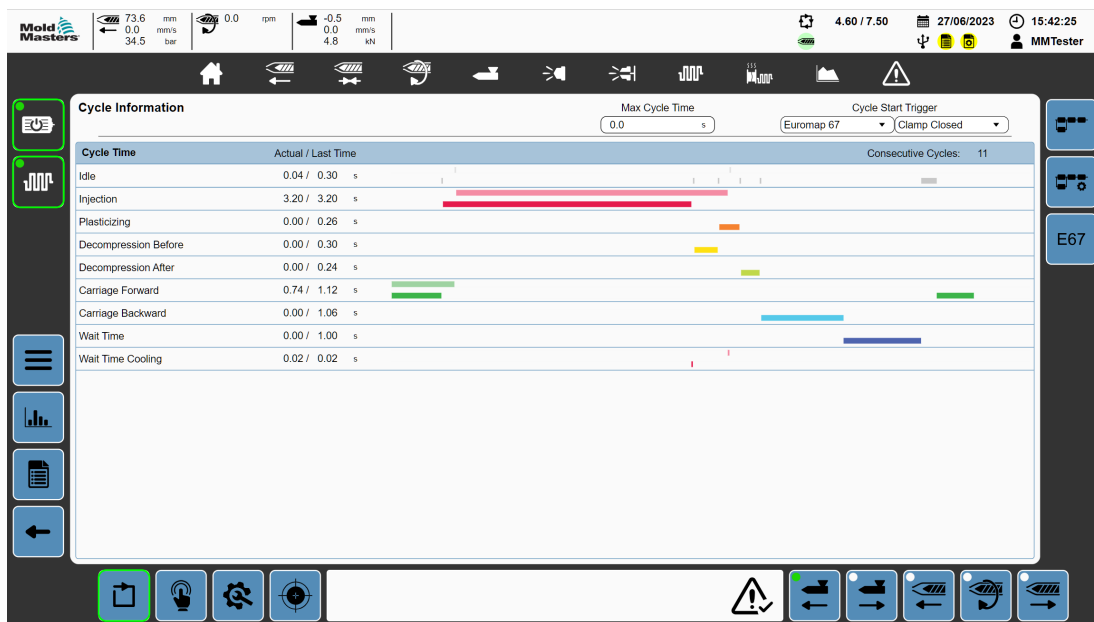 Mold Masters
73.6 mm
0.0 mm/s
34.5 bar
0.0 rpm
-0.5 mm
0.0 mm/s
4.8 kN
4.60 / 7.50
27/06/2023
15:42:25
MMTester
Cycle Information
Max Cycle Time
0.0 s
Cycle Start Trigger
Euromap 67
Clamp Closed
Cycle Time Actual / Last Time Consecutive Cycles: 11
Idle 0.04 / 0.30 s
Injection 3.20 / 3.20 s
Plasticizing 0.00 / 0.26 s
Decompression Before 0.00 / 0.30 s
Decompression After 0.00 / 0.24 s
Carriage Forward 0.74 / 1.12 s
Carriage Backward 0.00 / 1.06 s
Wait Time 0.00 / 1.00 s
Wait Time Cooling 0.02 / 0.02 s
E67